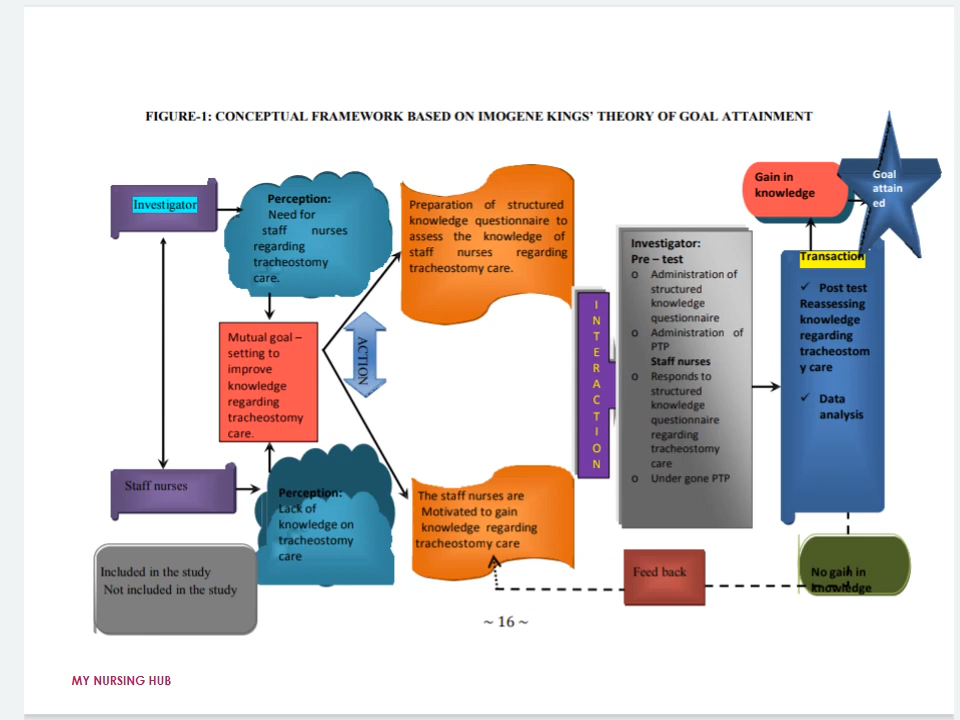 FIGURE-1: CONCEPTUAL FRAMEWORK BASED ON IMOGENE KINGS’ THEORY OF GOAL ATTAINMENT
Investigator
Perception:
Need for
staff nurses
regarding
tracheostomy
care.
Preparation of structured
knowledge questionnaire to
assess the knowledge of
staff nurses regarding
tracheostomy care.
Mutual goal –
setting to
improve
knowledge
regarding
tracheostomy
care.
ACTION
Staff nurses
Perception:
Lack of
knowledge on
tracheostomy
care
The staff nurses are
Motivated to gain
knowledge regarding
tracheostomy care
Included in the study
Not included in the study
I
N
T
E
R
A
C
T
I
O
N
Investigator:
Pre – test
o Administration of
structured
knowledge
questionnaire
o Administration of
PTP
Staff nurses
o Responds to
structured
knowledge
questionnaire
regarding
tracheostomy
care
o Under gone PTP
Gain in
knowledge
Goal
attain
ed
Transaction
✓ Post test
Reassessing
knowledge
regarding
tracheostom
y care
✓ Data
analysis
Feed back
No gain in
knowledge
~ 16 ~
MY NURSING HUB